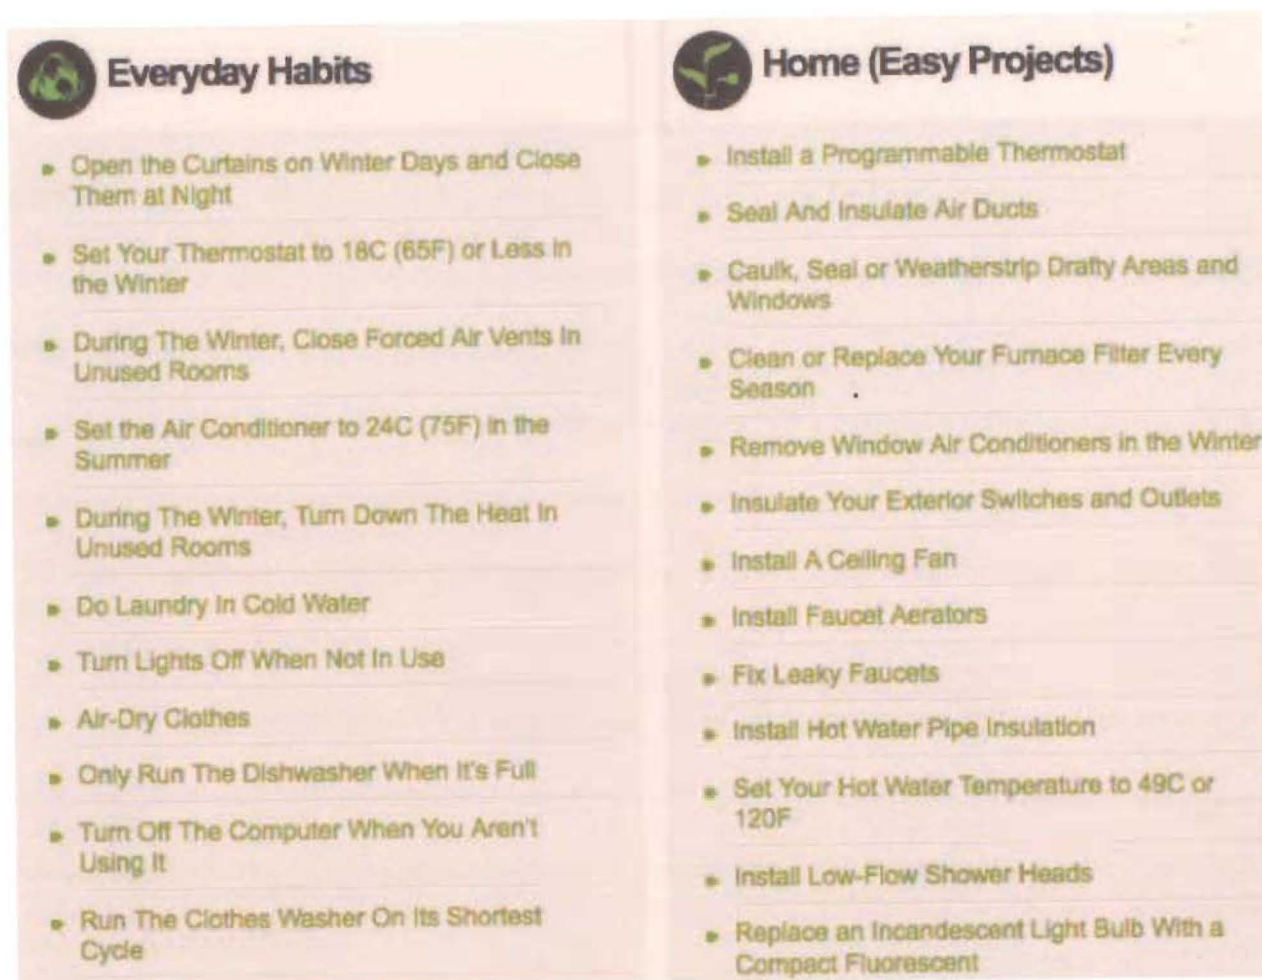 Everyday Habits
Open the Curtains on Winter Days and Close
Them at Night
Set Your Thermostat to 18C (65F) or Less in
the Winter
During The Winter, Close Forced Air Vents In
Unused Rooms
Set the Air Conditioner to 24C (75F) in the
Summer
During The Winter, Turn Down The Heat In
Unused Rooms
Do Laundry In Cold Water
Turn Lights Off When Not In Use
Air-Dry Clothes
Only Run The Dishwasher When It's Full
Turn Off The Computer When You Aren't
Using It
Run The Clothes Washer On Its Shortest
Cycle
Home (Easy Projects)
Install a Programmable Thermostat
Seal And Insulate Air Ducts
Caulk, Seal or Weatherstrip Drafty Areas and
Windows
Clean or Replace Your Furnace Filter Every
Season
Remove Window Air Conditioners in the Winter
Insulate Your Exterior Switches and Outlets
Install A Ceiling Fan
Install Faucet Aerators
Fix Leaky Faucets
Install Hot Water Pipe Insulation
Set Your Hot Water Temperature to 49C or
120F
Install Low-Flow Shower Heads
Replace an Incandescent Light Bulb With a
Compact Fluorescent